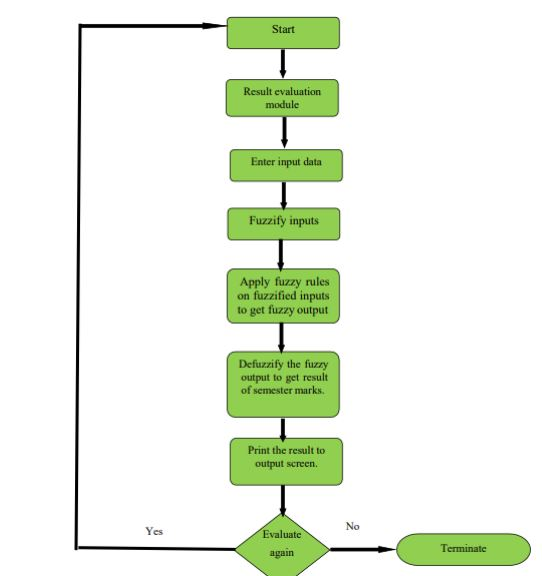 Start
Result evaluation
module
Enter input data
Fuzzify inputs
Apply fuzzy rules
on fuzzified inputs
to get fuzzy output
Defuzzify the fuzzy
output to get result
of semester marks.
Print the result to
output screen.
Yes
Evaluate
again
No
Terminate